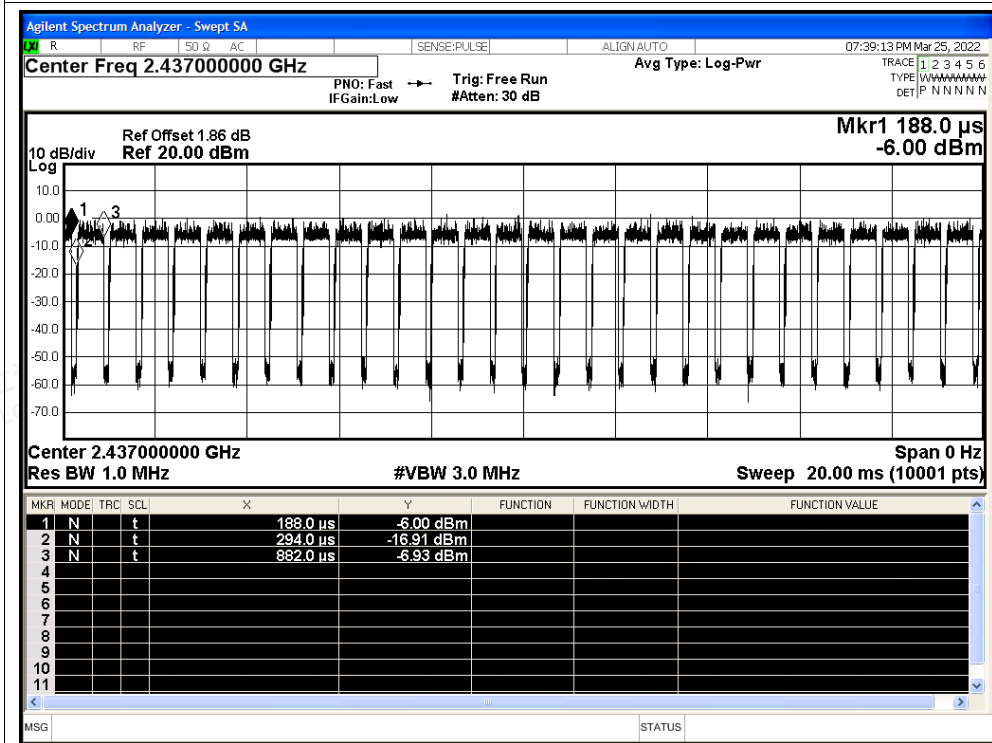 Agilent Spectrum Analyzer - Swept SA
LXI R RF 50 Ω AC SENSE:PULSE ALIGN AUTO 07:39:13 PM Mar 25, 2022
Center Freq 2.437000000 GHz
PNO: Fast
IFGain:Low
Trig: Free Run
#Atten: 30 dB
Avg Type: Log-Pwr
TRACE 1 2 3 4 5 6
TYPE
DET P N N N N N
Mkr1 188.0 µs
-6.00 dBm
Ref Offset 1.86 dB
10 dB/div Ref 20.00 dBm
Log
10.0
0.00
-10.0
-20.0
-30.0
-40.0
-50.0
-60.0
-70.0
1
2
3
Center 2.437000000 GHz Span 0 Hz
Res BW 1.0 MHz #VBW 3.0 MHz Sweep 20.00 ms (10001 pts)
MKR MODE TRC SCL X Y FUNCTION FUNCTION WIDTH FUNCTION VALUE
1 N t 188.0 µs -6.00 dBm
2 N t 294.0 µs -16.91 dBm
3 N t 882.0 µs -6.93 dBm
4
5
6
7
8
9
10
11
MSG STATUS